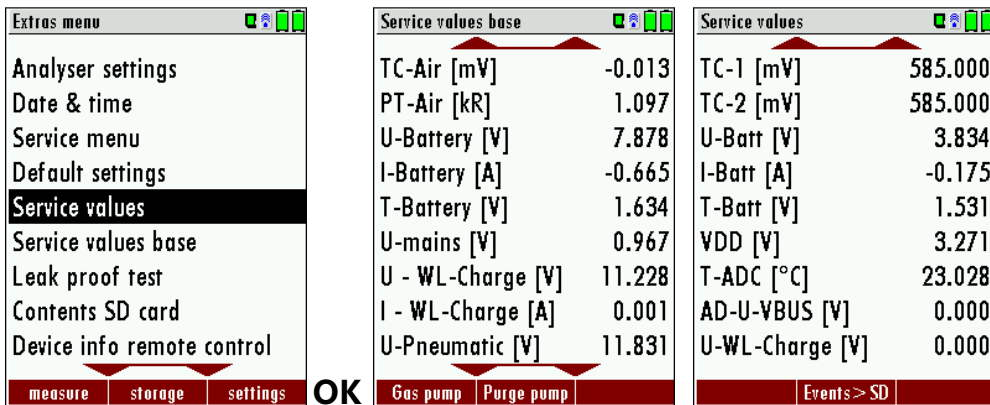 Extras menu
Analyser settings
Date & time
Service menu
Default settings
Service values
Service values base
Leak proof test
Contents SD card
Device info remote control
measure storage settings
OK
Service values base
TC-Air [mV] -0.013
PT-Air [kR] 1.097
U-Battery [V] 7.878
I-Battery [A] -0.665
T-Battery [V] 1.634
U-mains [V] 0.967
U - WL-Charge [V] 11.228
I - WL-Charge [A] 0.001
U-Pneumatic [V] 11.831
Gas pump Purge pump
Service values
TC-1 [mV] 585.000
TC-2 [mV] 585.000
U-Batt [V] 3.834
I-Batt [A] -0.175
T-Batt [V] 1.531
VDD [V] 3.271
T-ADC [°C] 23.028
AD-U-VBUS [V] 0.000
U-WL-Charge [V] 0.000
Events> SD